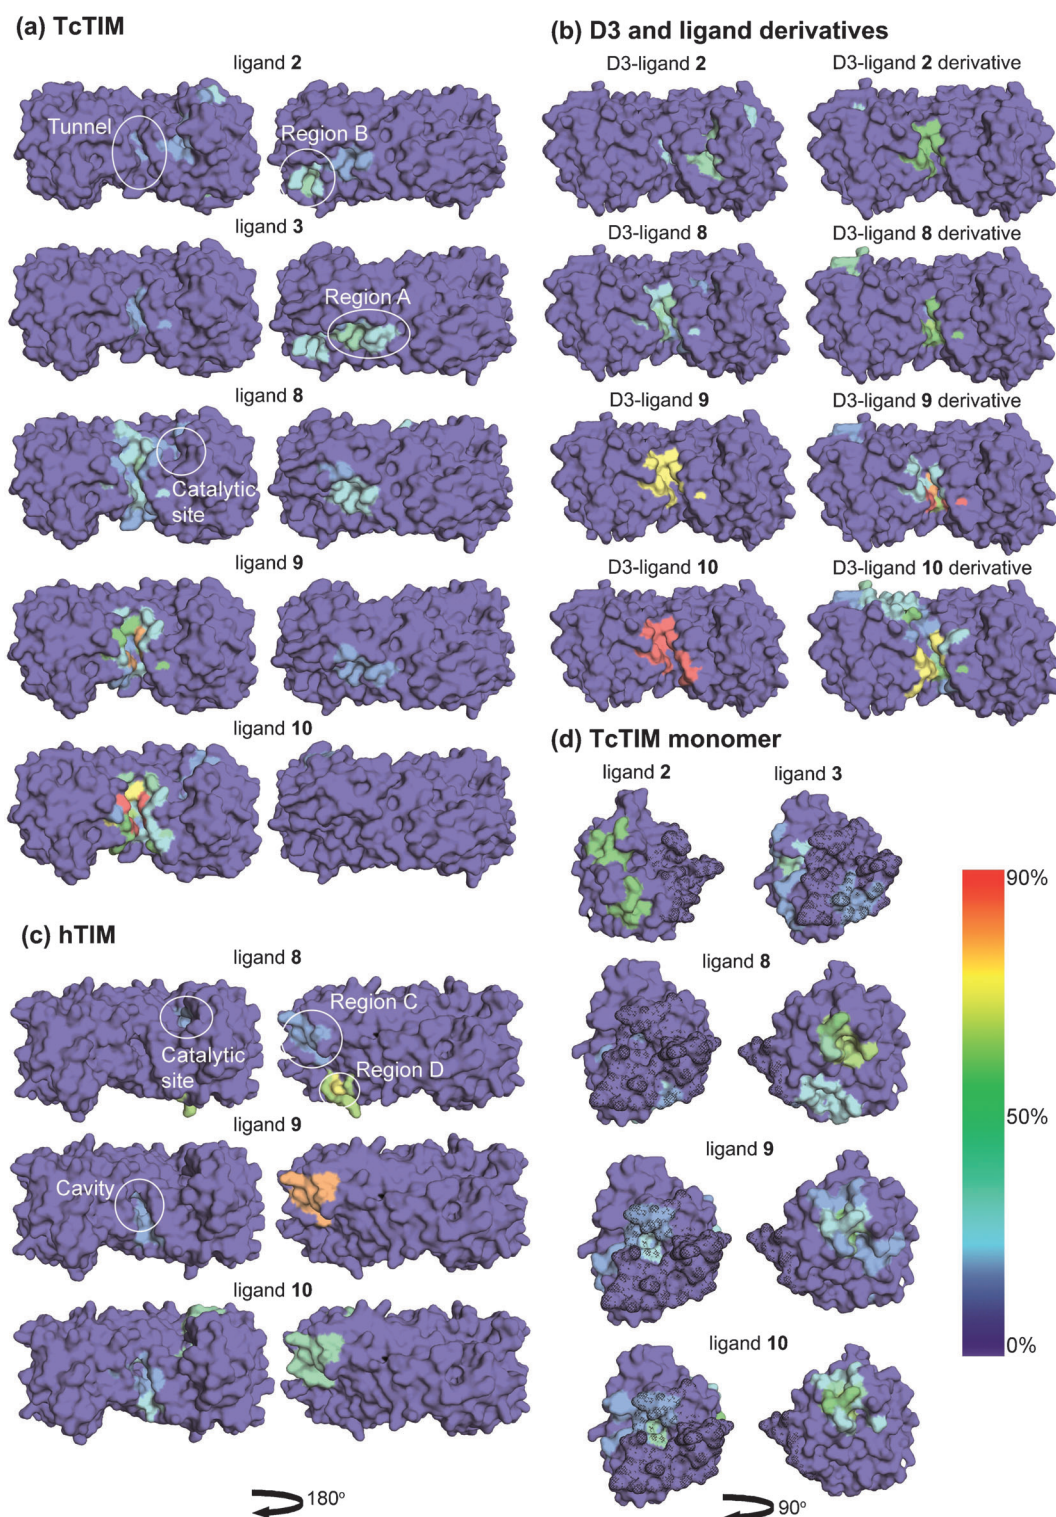 (a) TcTIM
ligand 2
Tunnel
Region B
ligand 3
Region A
ligand 8
Catalytic
site
ligand 9
ligand 10
(b) D3 and ligand derivatives
D3-ligand 2
D3-ligand 2 derivative
D3-ligand 8
D3-ligand 8 derivative
D3-ligand 9
D3-ligand 9 derivative
D3-ligand 10
D3-ligand 10 derivative
(c) hTIM
ligand 8
Catalytic
site
Region C
Region D
ligand 9
Cavity
ligand 10
180º
(d) TcTIM monomer
ligand 2
ligand 3
ligand 8
ligand 9
ligand 10
90º
90%
50%
0%